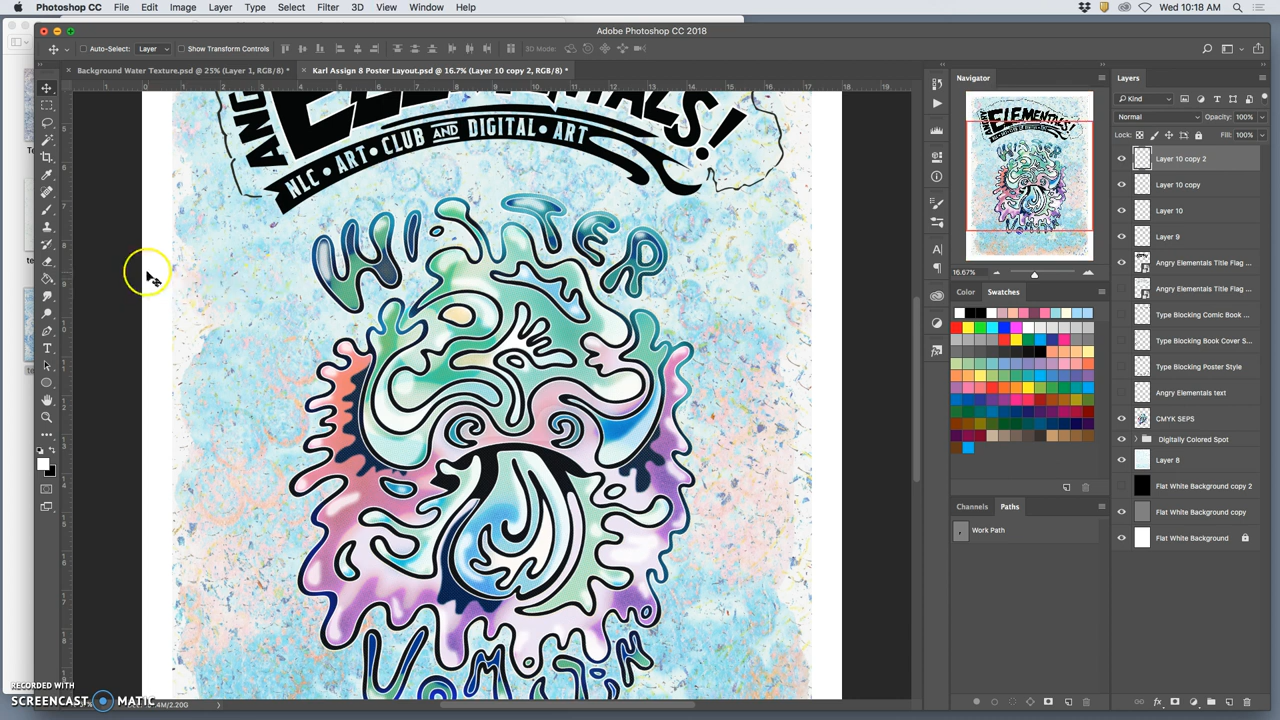 Photoshop CC File Edit Image Layer Type Select Filter 3D View Window Help Wed 10:18 AM
Adobe Photoshop CC 2018
Auto-Select: Layer Show Transform Controls 3D Mode:
Background Water Texture.psd @ 25% (Layer 1, RGB/8) * Karl Assign 8 Poster Layout.psd @ 16.7% (Layer 10 copy 2, RGB/8) *
ELEMENTALS!
NLC • ART • CLUB AND DIGITAL • ART
WATER
Navigator
16.67%
Color Swatches
Channels Paths
Work Path
Layers
Kind
Normal Opacity: 100%
Lock: Fill: 100%
Layer 10 copy 2
Layer 10 copy
Layer 10
Layer 9
Angry Elementals Title Flag ...
Angry Elements Title Flag ...
Type Blocking Comic Book ...
Type Blocking Book Cover S...
Type Blocking Poster Style
Angry Elements text
CMYK SEPS
Digitally Colored Spot
Layer 8
Flat White Background copy 2
Flat White Background copy
Flat White Background
RECORDED WITH
SCREENCAST MATIC